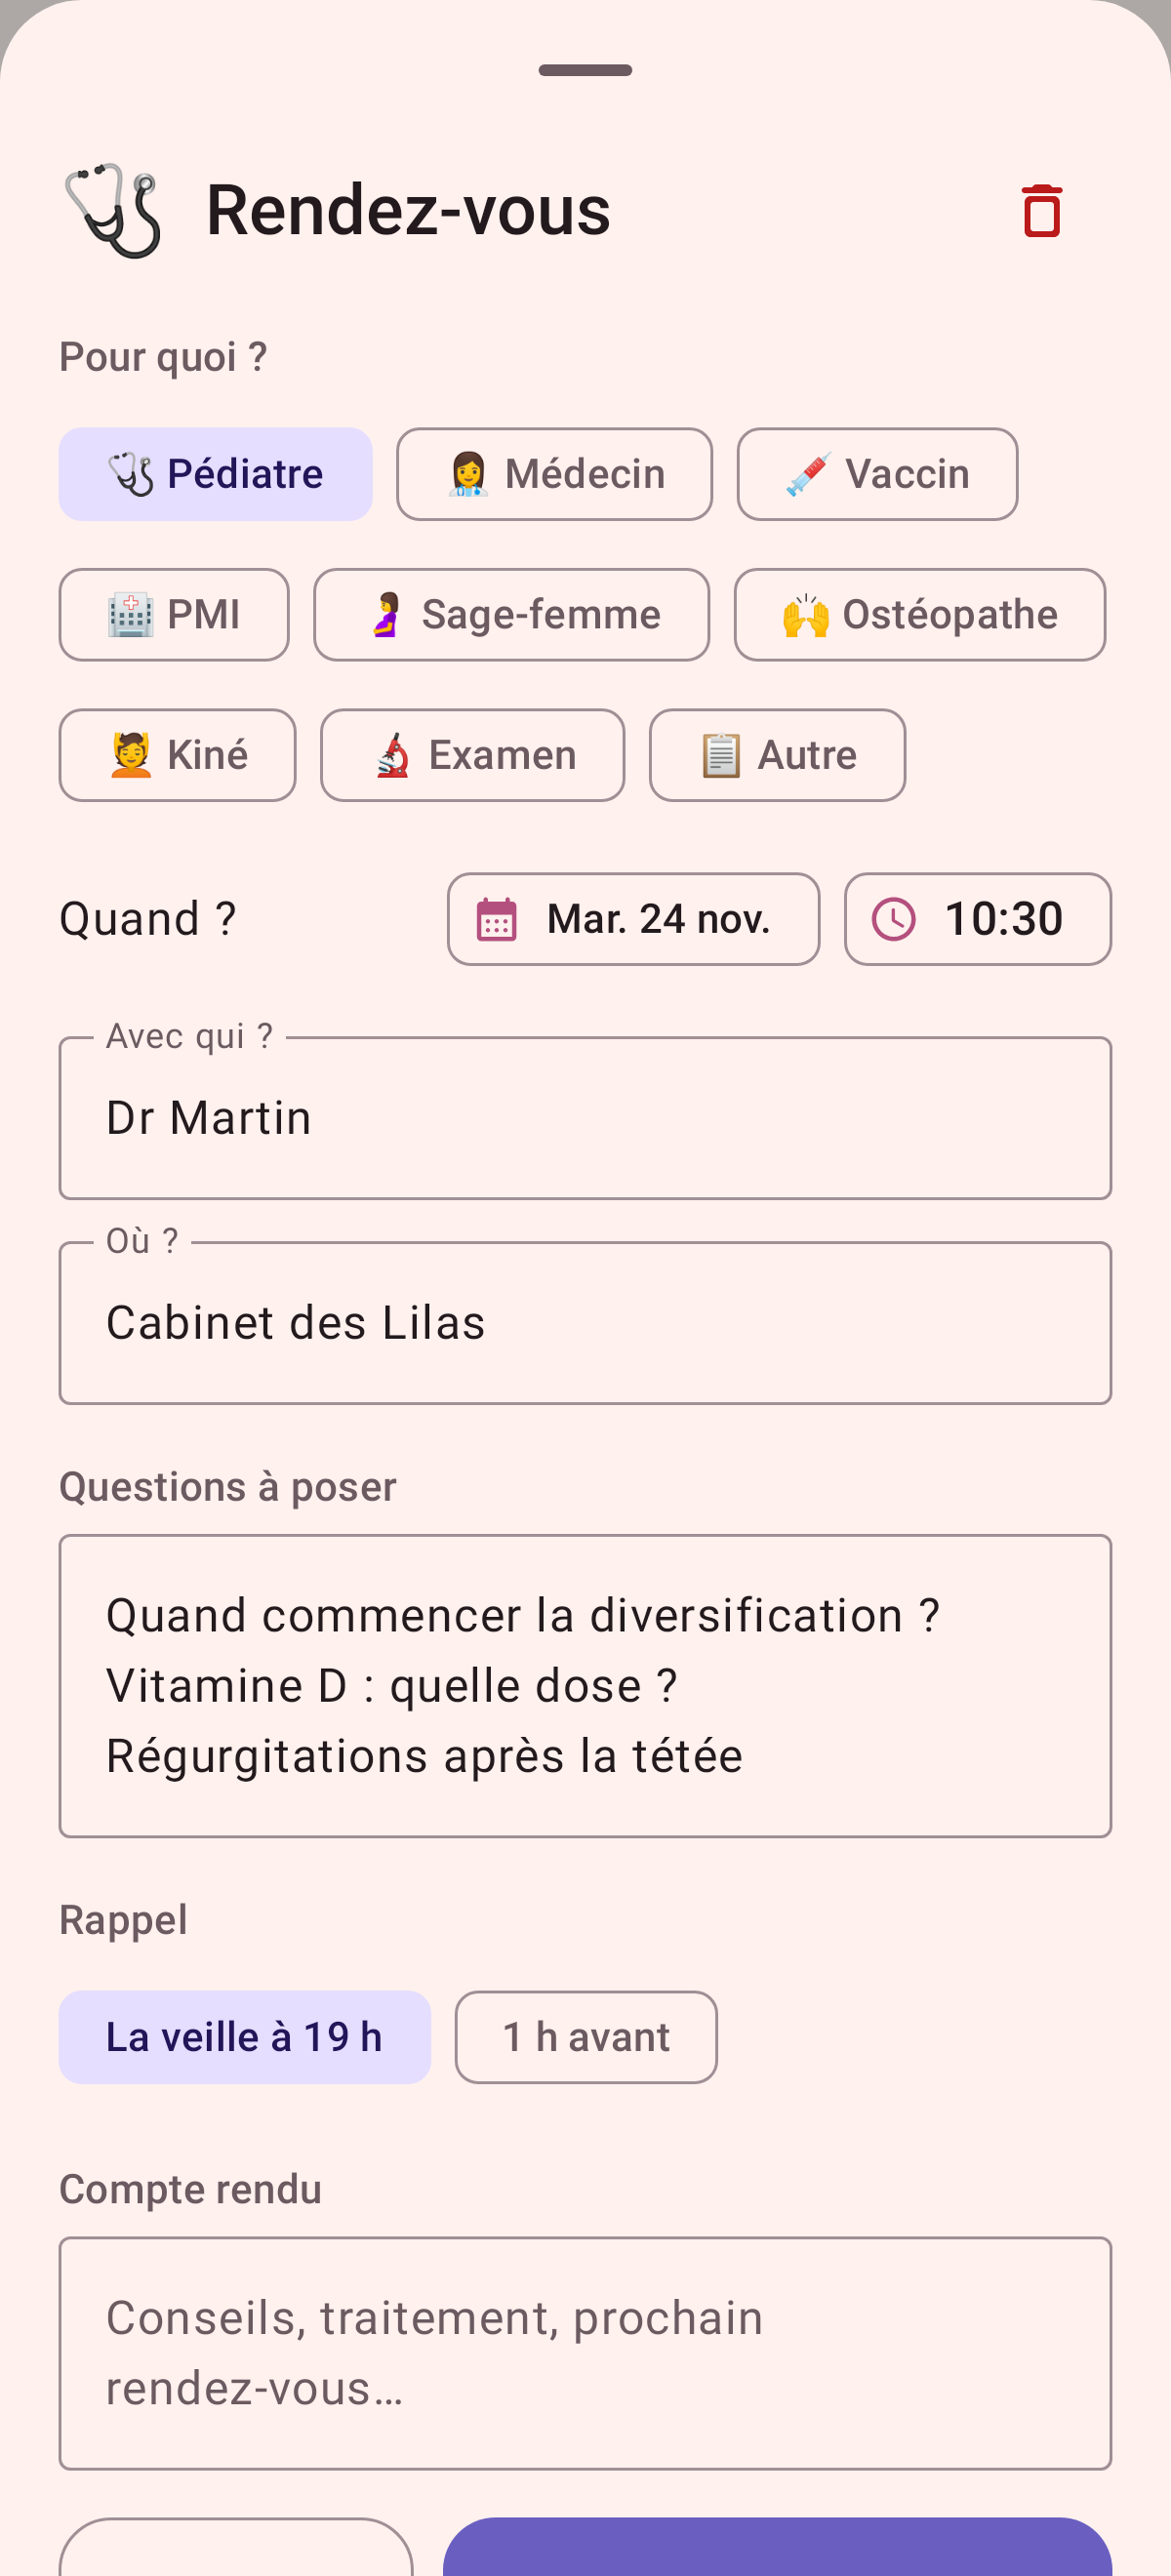 Rendez-vous
Pour quoi ?
Pédiatre
Médecin
Vaccin
PMI
Sage-femme
Ostéopathe
Kiné
Examen
Autre
Quand ?
Mar. 24 nov.
10:30
Avec qui ?
Dr Martin
Où ?
Cabinet des Lilas
Questions à poser
Quand commencer la diversification ?
Vitamine D : quelle dose ?
Régurgitations après la tétée
Rappel
La veille à 19 h
1 h avant
Compte rendu
Conseils, traitement, prochain
rendez-vous…